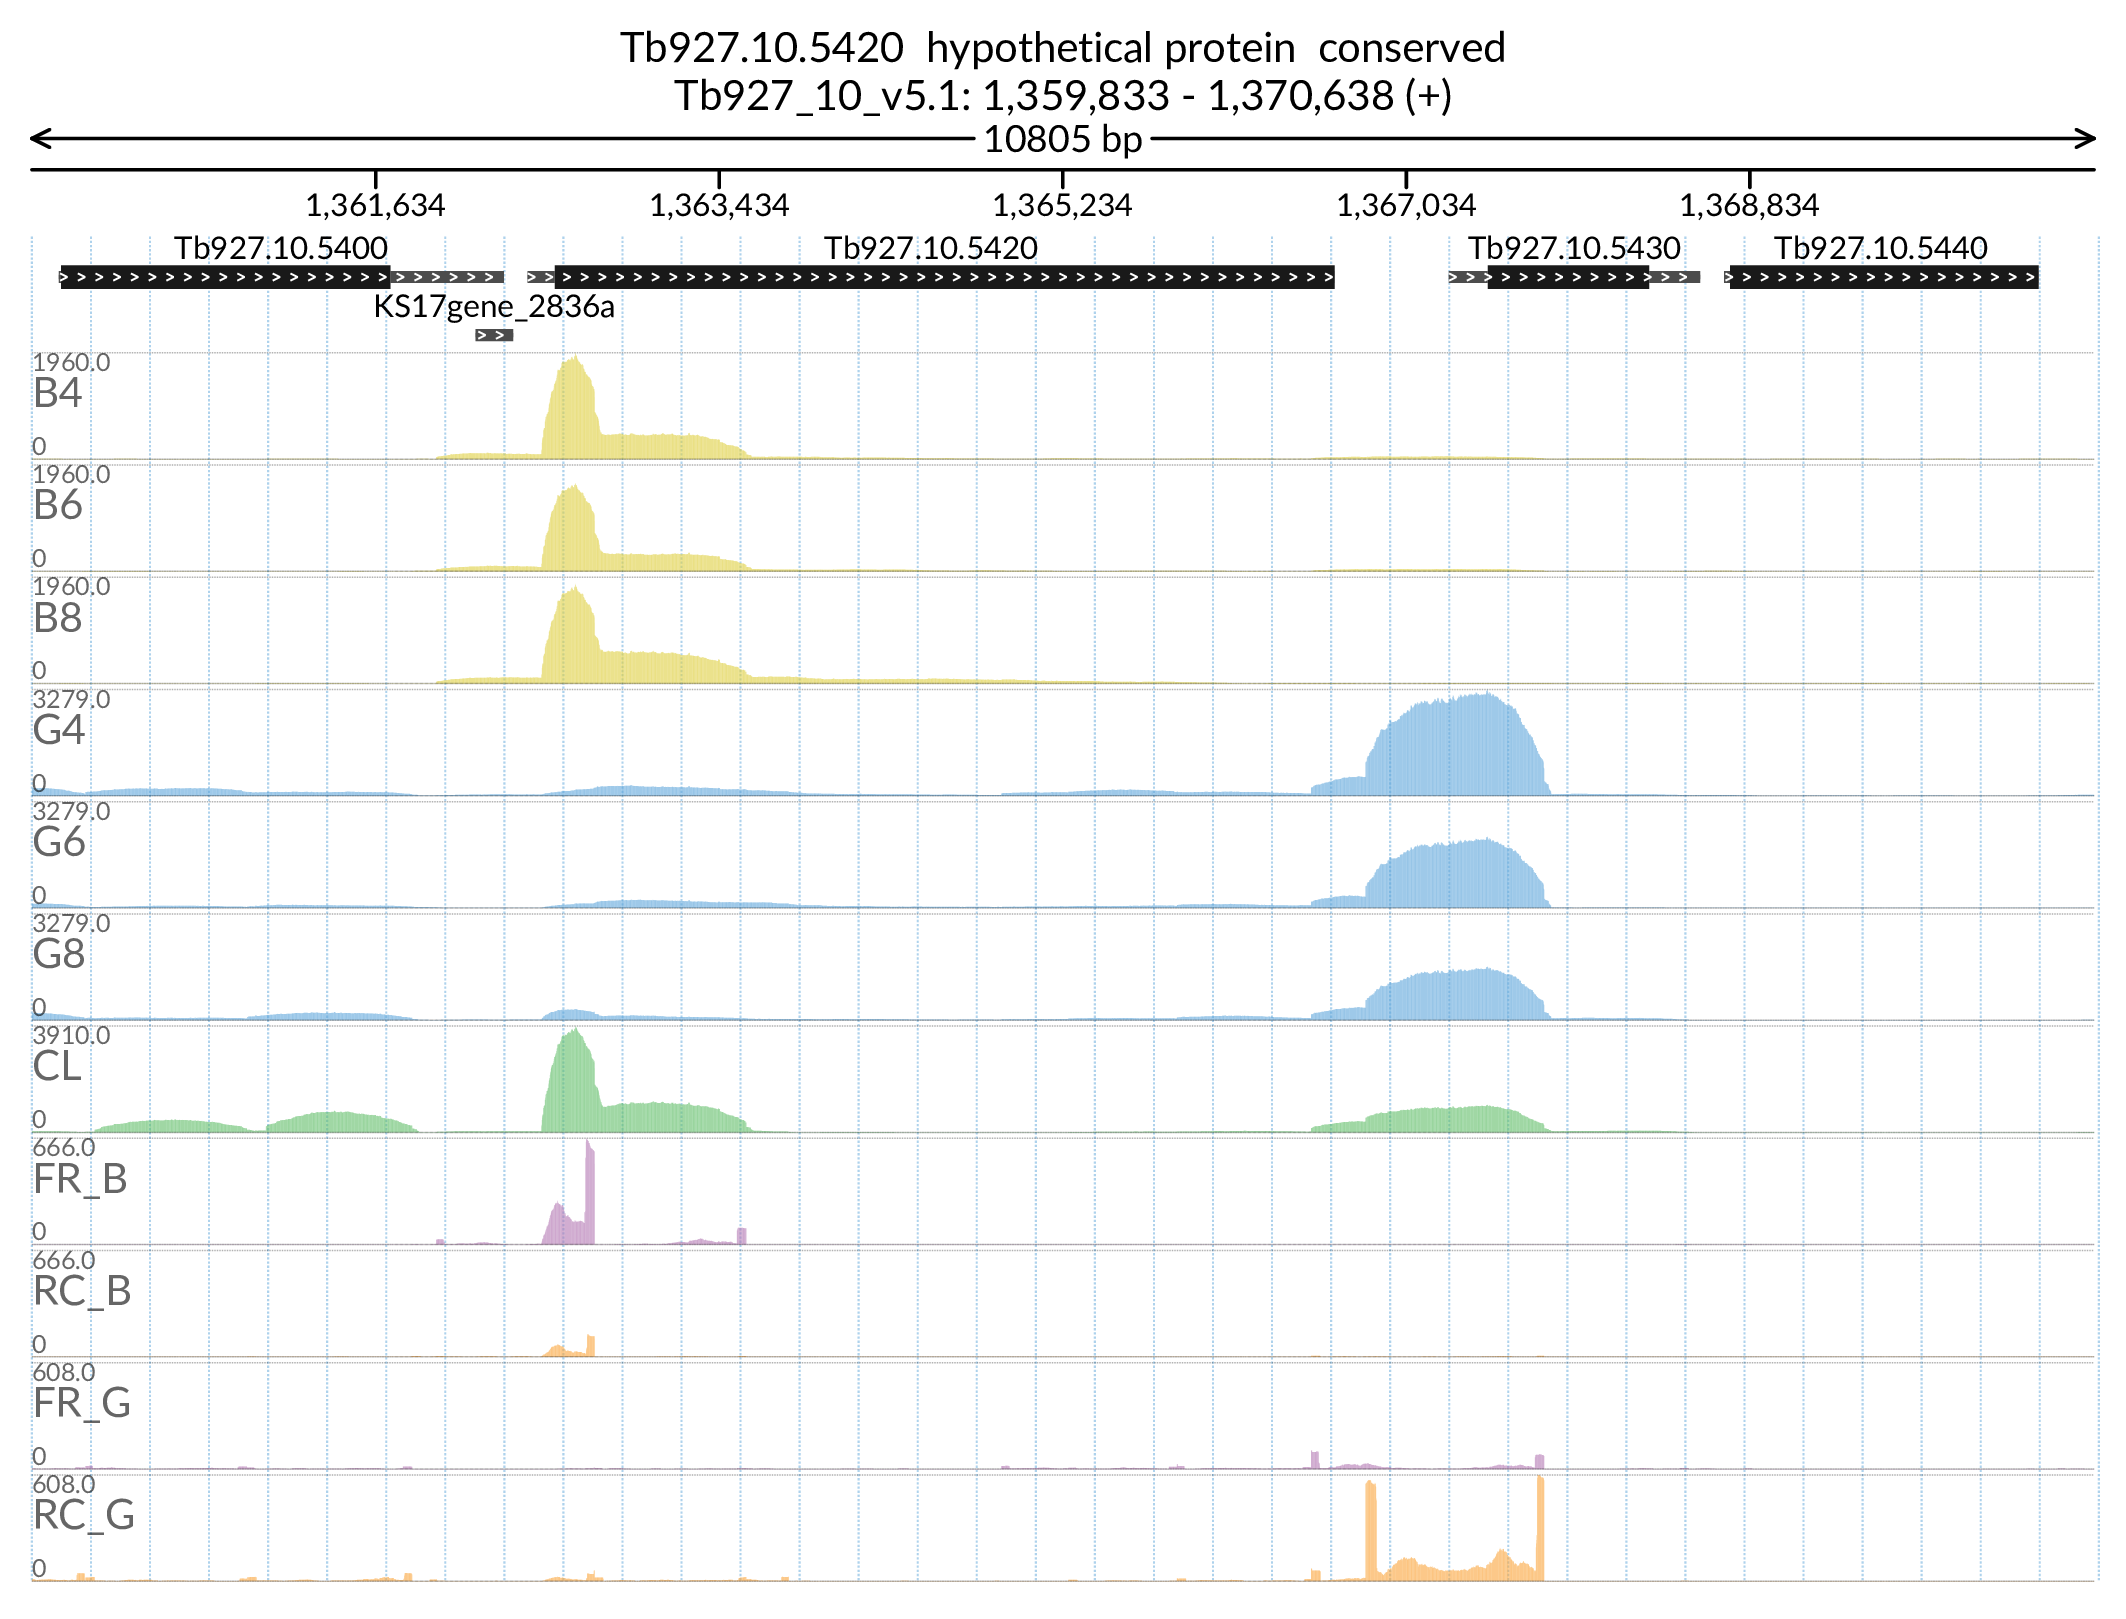 Tb927.10.5420  hypothetical protein  conserved
Tb927_10_v5.1: 1,359,833 - 1,370,638 (+)
10805 bp
1,361,634 1,363,434 1,365,234 1,367,034 1,368,834
Tb927.10.5400 Tb927.10.5420 Tb927.10.5430 Tb927.10.5440
KS17gene_2836a
1960.0
B4
0
1960.0
B6
0
1960.0
B8
0
3279.0
G4
0
3279.0
G6
0
3279.0
G8
0
3910.0
CL
0
666.0
FR_B
0
666.0
RC_B
0
608.0
FR_G
0
608.0
RC_G
0